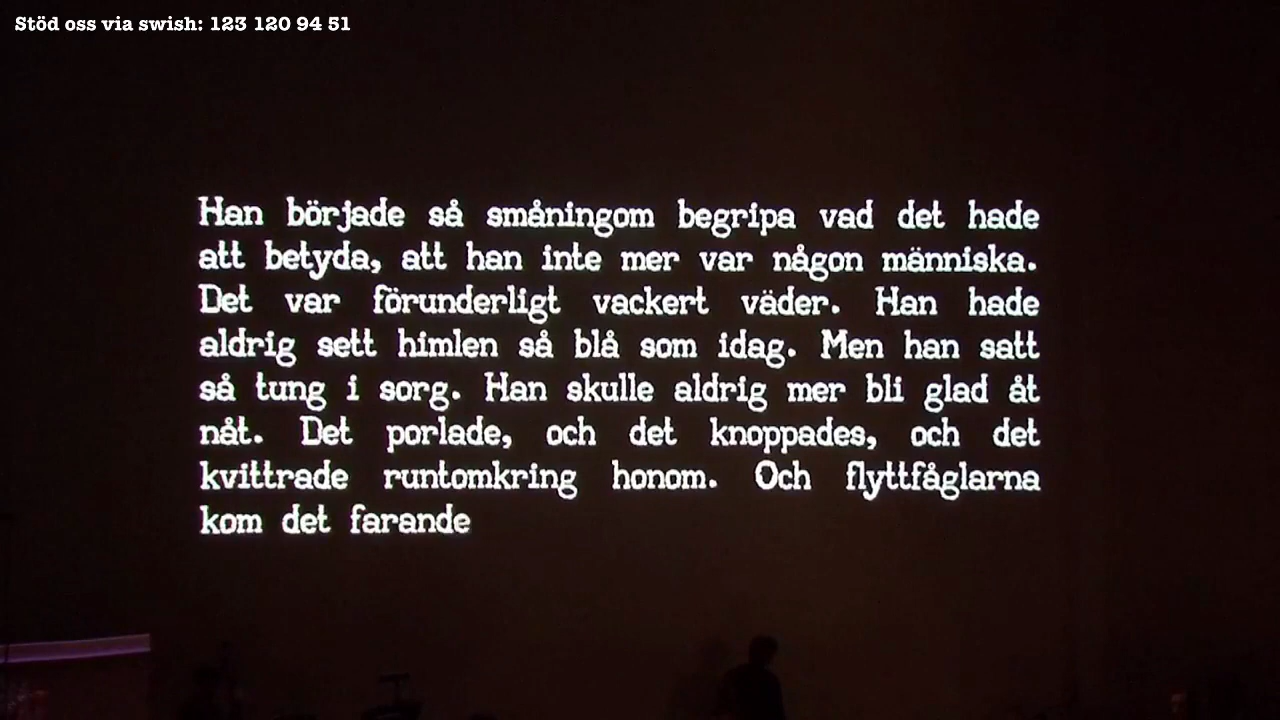 Stöd oss via swish: 123 120 94 51
Han började så småningom begripa vad det hade
att betyda, att han inte mer var någon människa.
Det var förunderligt vackert väder. Han hade
aldrig sett himlen så blå som idag. Men han satt
så tung i sorg. Han skulle aldrig mer bli glad åt
nåt. Det porlade, och det knoppades, och det
kvittrade runtomkring honom. Och flyttfåglarna
kom det farande